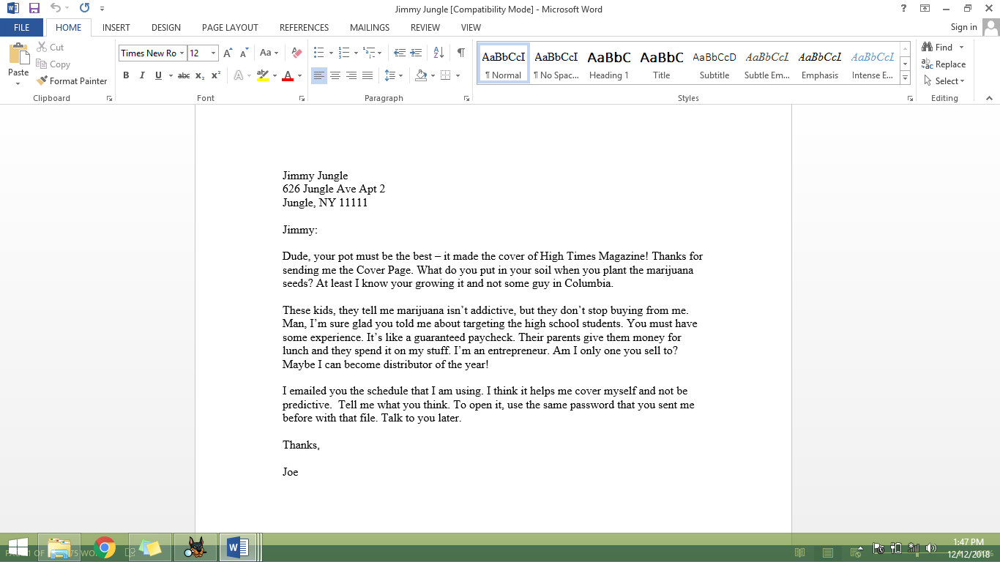 Jimmy Jungle [Compatibility Mode] - Microsoft Word
FILE HOME INSERT DESIGN PAGE LAYOUT REFERENCES MAILINGS REVIEW VIEW Sign in
Paste
Cut
Copy
Format Painter
Clipboard
Times New Ro 12
Font
Paragraph
AaBbCcI AaBbCcI AaBbC AaBbC AaBbCcD AaBbCcI AaBbCcI AaBbCcI
¶ Normal ¶ No Spac... Heading 1 Title Subtitle Subtle Em... Emphasis Intense E...
Styles
Find
Replace
Select
Editing
Jimmy Jungle
626 Jungle Ave Apt 2
Jungle, NY 11111
Jimmy:
Dude, your pot must be the best – it made the cover of High Times Magazine! Thanks for
sending me the Cover Page. What do you put in your soil when you plant the marijuana
seeds? At least I know your growing it and not some guy in Columbia.
These kids, they tell me marijuana isn’t addictive, but they don’t stop buying from me.
Man, I’m sure glad you told me about targeting the high school students. You must have
some experience. It’s like a guaranteed paycheck. Their parents give them money for
lunch and they spend it on my stuff. I’m an entrepreneur. Am I only one you sell to?
Maybe I can become distributor of the year!
I emailed you the schedule that I am using. I think it helps me cover myself and not be
predictive.  Tell me what you think. To open it, use the same password that you sent me
before with that file. Talk to you later.
Thanks,
Joe
1:47 PM
12/12/2018